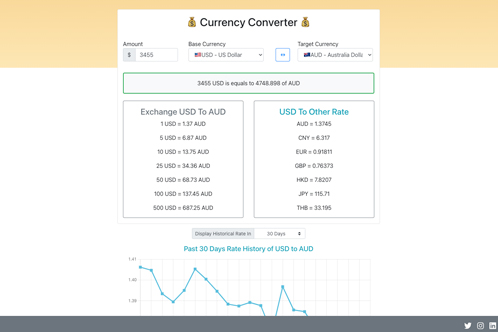 💰 Currency Converter 💰
Amount
Base Currency
Target Currency
$ 3455
🇺🇸USD - US Dollar
⇔
🇦🇺AUD - Australia Dolla
3455 USD is equals to 4748.898 of AUD
Exchange USD To AUD
1 USD = 1.37 AUD
5 USD = 6.87 AUD
10 USD = 13.75 AUD
25 USD = 34.36 AUD
50 USD = 68.73 AUD
100 USD = 137.45 AUD
500 USD = 687.25 AUD
USD To Other Rate
AUD = 1.3745
CNY = 6.317
EUR = 0.91811
GBP = 0.76373
HKD = 7.8207
JPY = 115.71
THB = 33.195
Display Historical Rate In
30 Days
Past 30 Days Rate History of USD to AUD
1.41
1.40
1.39